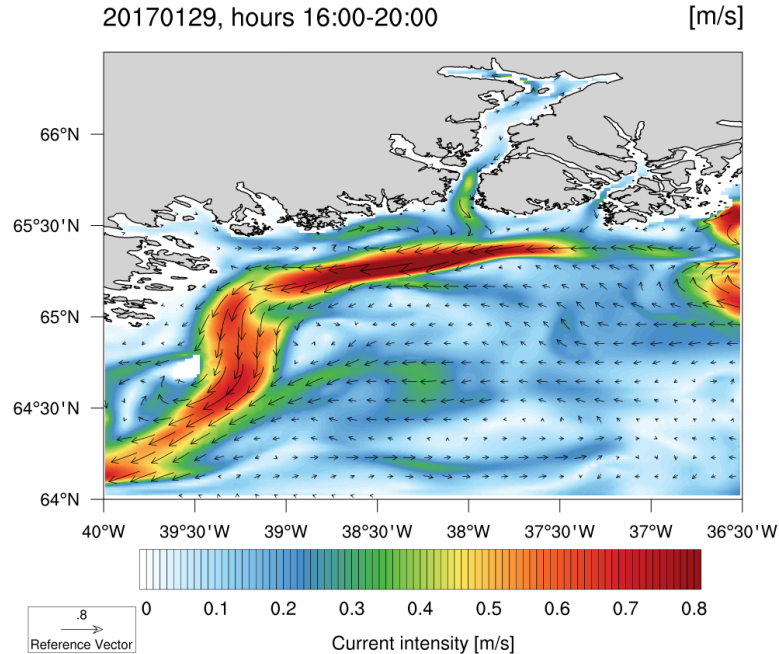 20170129, hours 16:00-20:00 [m/s]
66°N
65°30'N
65°N
64°30'N
64°N
40°W 39°30'W 39°W 38°30'W 38°W 37°30'W 37°W 36°30'W
0 0.1 0.2 0.3 0.4 0.5 0.6 0.7 0.8
.8
Reference Vector
Current intensity [m/s]